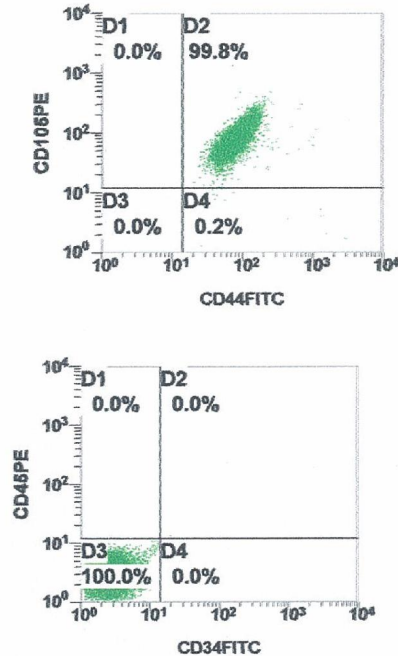 10⁴
D1 D2
0.0% 99.8%
10³
CD105PE
10²
10¹
D3 D4
0.0% 0.2%
10⁰
10⁰ 10¹ 10² 10³ 10⁴
CD44FITC
10⁴
D1 D2
0.0% 0.0%
10³
CD45PE
10²
10¹
D3 D4
100.0% 0.0%
10⁰
10⁰ 10¹ 10² 10³ 10⁴
CD34FITC